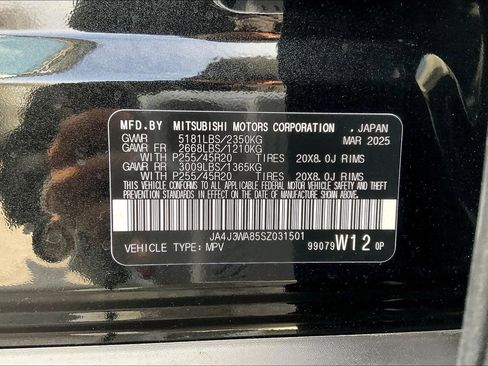 MFD.BY MITSUBISHI MOTORS CORPORATION , JAPAN
GVWR 5181LBS/2350KG MAR 2025
GAWR FR 2668LBS/1210KG
WITH P255/45R20 TIRES 20X8.0J RIMS
GAWR RR 3009LBS/1365KG
WITH P255/45R20 TIRES 20X8.0J RIMS
THIS VEHICLE CONFORMS TO ALL APPLICABLE
FEDERAL MOTOR VEHICLE SAFETY AND THEFT
PREVENTION STANDARDS IN EFFECT ON THE DATE OF
MANUFACTURE SHOWN ABOVE.
JA4J3WA85SZ031501
VEHICLE TYPE: MPV 99079 W12 0P